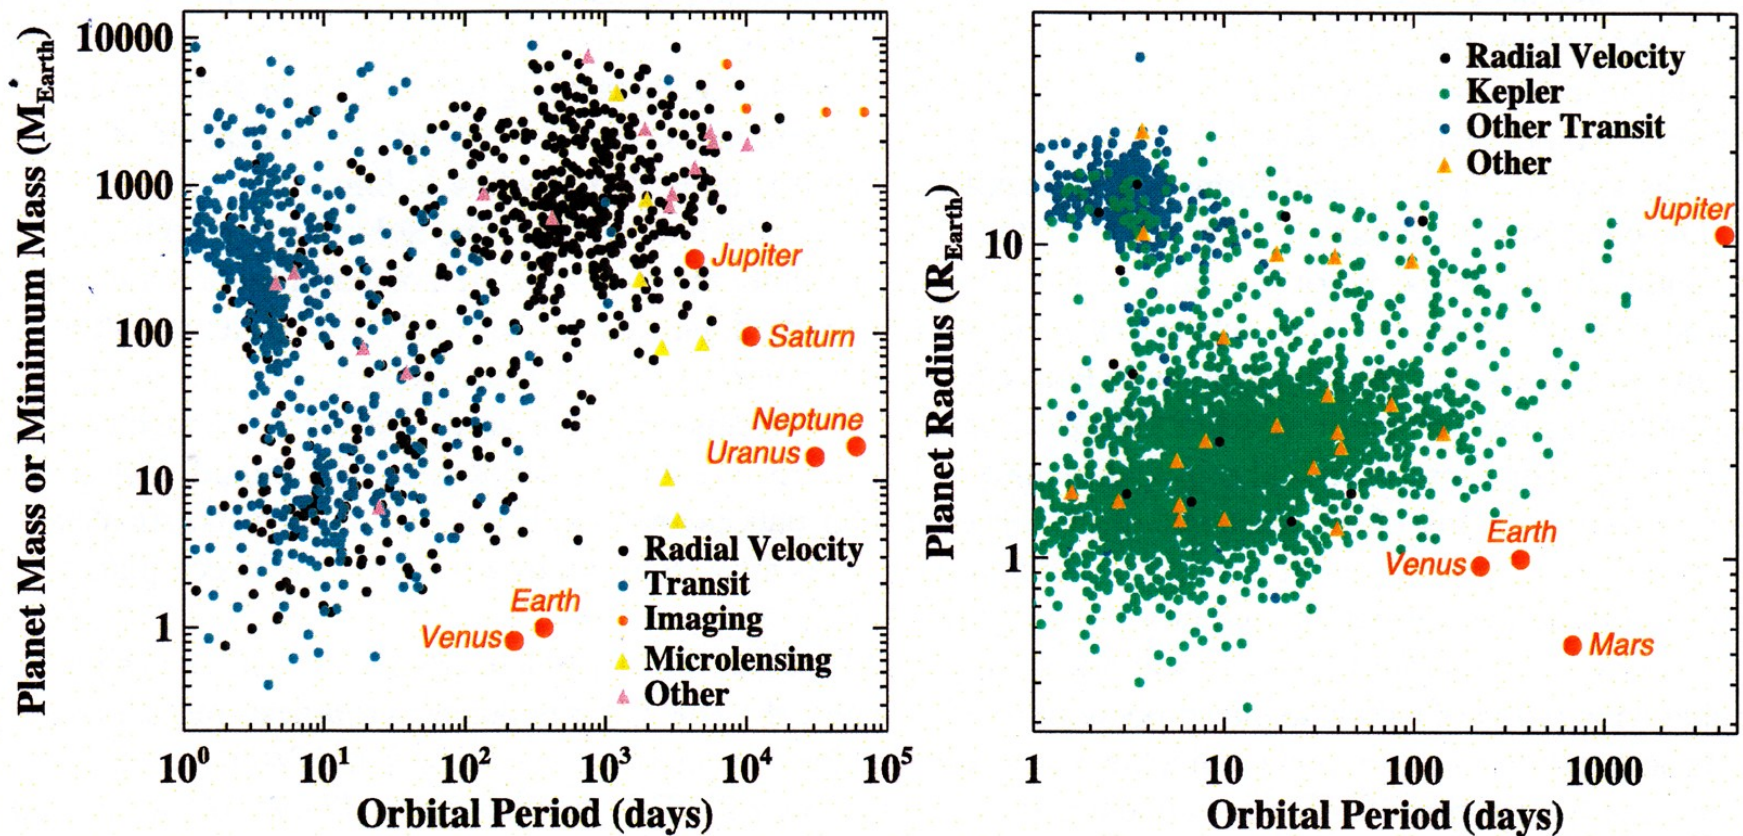 Planet Mass or Minimum Mass (M*Earth)
10000
1000
100
10
1
Jupiter
Saturn
Neptune
Uranus
Earth
Venus
Radial Velocity
Transit
Imaging
Microlensing
Other
10^0 10^1 10^2 10^3 10^4 10^5
Orbital Period (days)
Planet Radius (R_Earth)
10
1
Radial Velocity
Kepler
Other Transit
Other
Jupiter
Earth
Venus
Mars
1 10 100 1000
Orbital Period (days)